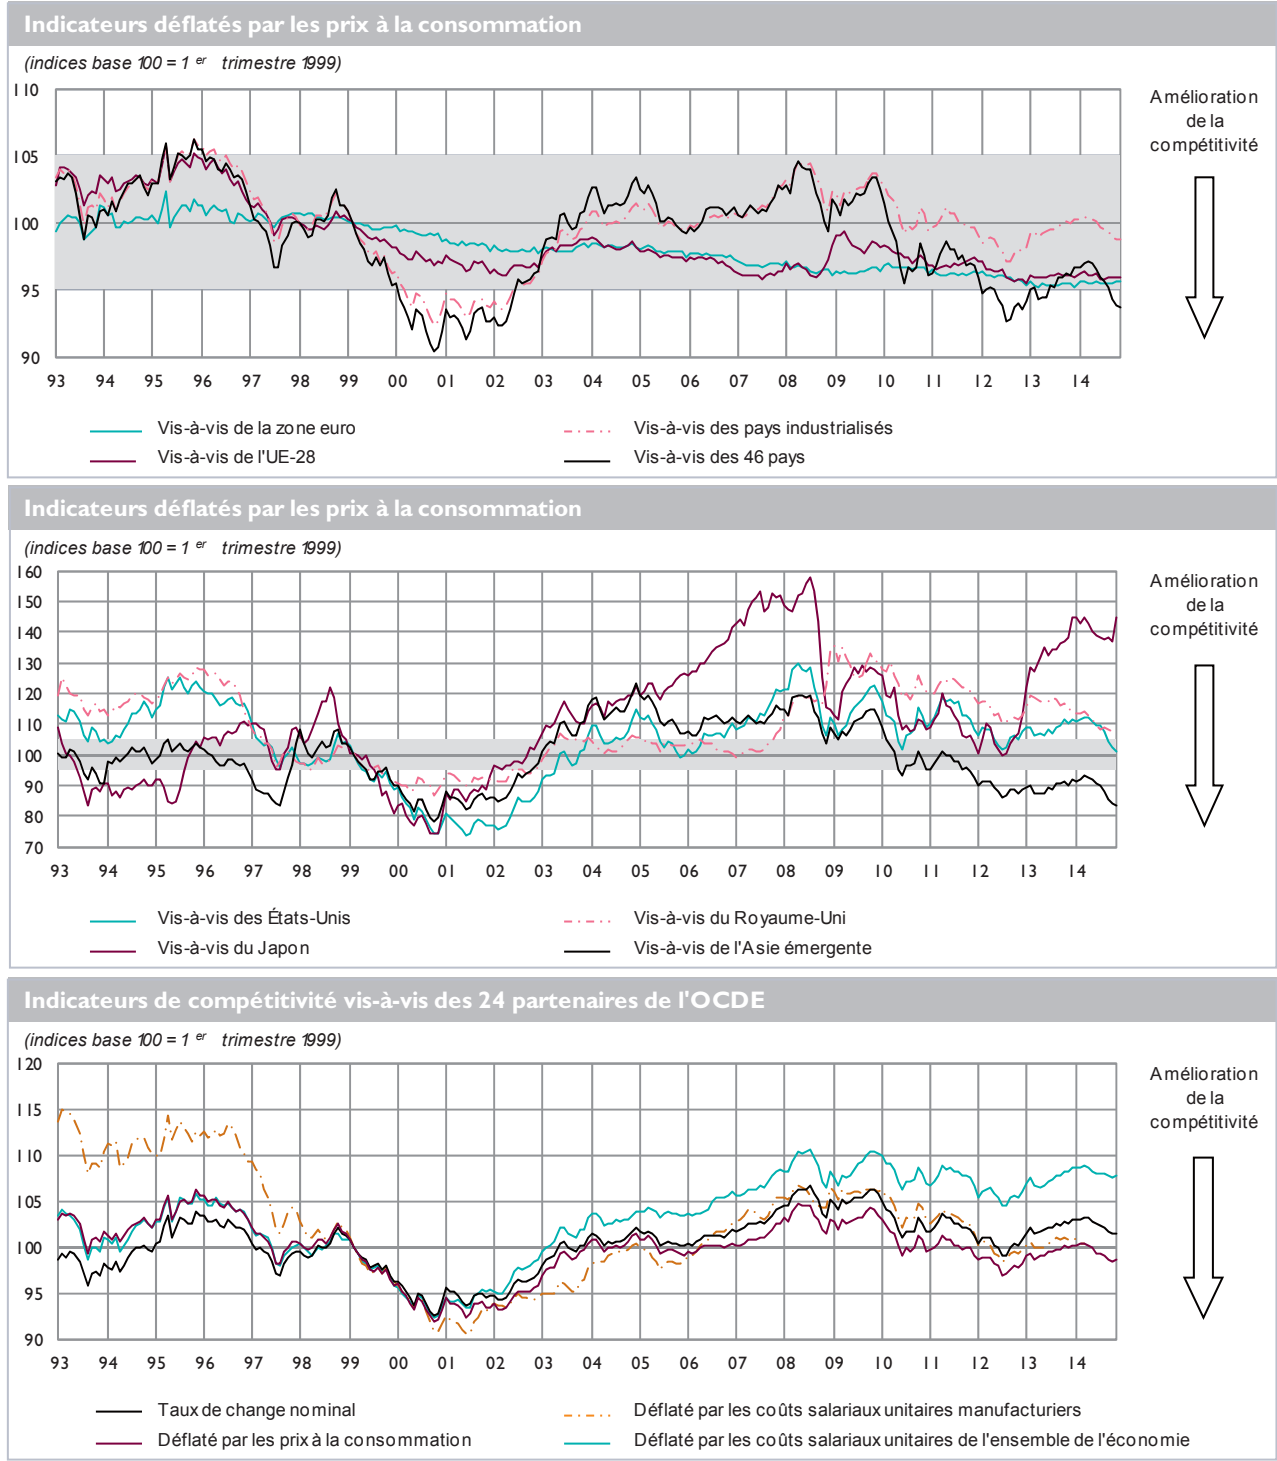 Indicateurs déflatés par les prix à la consommation
(indices base 100 = 1 er trimestre 1999)
110
105
100
95
90
93 94 95 96 97 98 99 00 01 02 03 04 05 06 07 08 09 10 11 12 13 14
Amélioration
de la
compétitivité
Vis-à-vis de la zone euro
Vis-à-vis des pays industrialisés
Vis-à-vis de l'UE-28
Vis-à-vis des 46 pays
Indicateurs déflatés par les prix à la consommation
(indices base 100 = 1 er trimestre 1999)
160
150
140
130
120
110
100
90
80
70
93 94 95 96 97 98 99 00 01 02 03 04 05 06 07 08 09 10 11 12 13 14
Amélioration
de la
compétitivité
Vis-à-vis des États-Unis
Vis-à-vis du Royaume-Uni
Vis-à-vis du Japon
Vis-à-vis de l'Asie émergente
Indicateurs de compétitivité vis-à-vis des 24 partenaires de l'OCDE
(indices base 100 = 1 er trimestre 1999)
120
115
110
105
100
95
90
93 94 95 96 97 98 99 00 01 02 03 04 05 06 07 08 09 10 11 12 13 14
Amélioration
de la
compétitivité
Taux de change nominal
Déflaté par les coûts salariaux unitaires manufacturiers
Déflaté par les prix à la consommation
Déflaté par les coûts salariaux unitaires de l'ensemble de l'économie